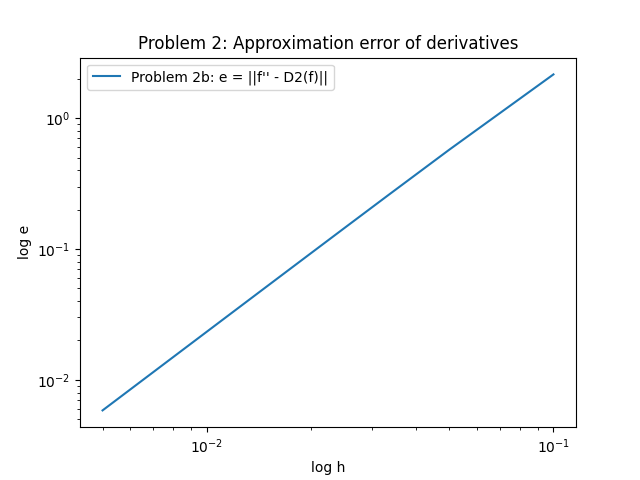 Problem 2: Approximation error of derivatives
Problem 2b: e = ||f'' - D2(f)||
10^0
10^-1
10^-2
log e
10^-2
10^-1
log h